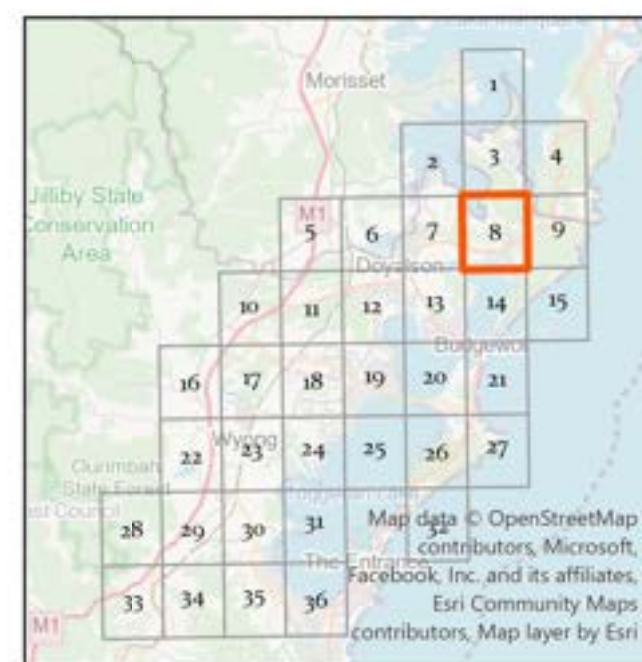 Morisset
1
2 3 4
Jilliby State
Conservation
Area
M1
5 6 7 8 9
Doyalson
10 11 12 13 14 15
Budgewoi
16 17 18 19 20 21
Wyong
22 23 24 25 26 27
Ourimbah
State Forest
ast Council
28 29 30 31 32
Map data © OpenStreetMap
contributors, Microsoft,
The Entrance
Facebook, Inc. and its affiliates,
Esri Community Maps
contributors, Map layer by Esri
33 34 35 36
M1